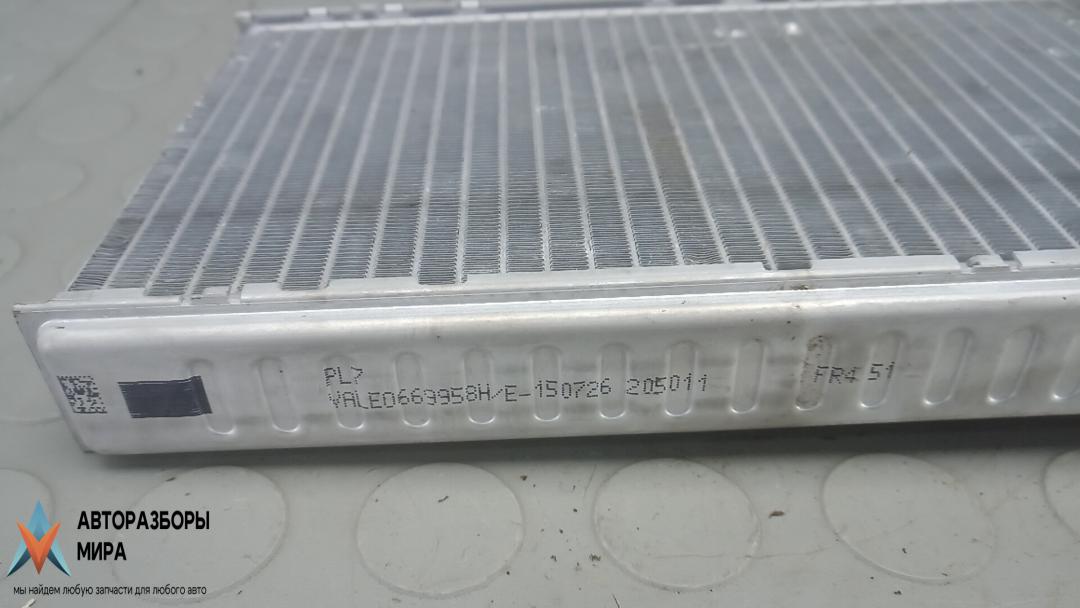 PL7
VALEO669958H/E-150726 205011
FR4 51
АВТОРАЗБОРЫ
МИРА
мы найдем любую запчасти для любого авто